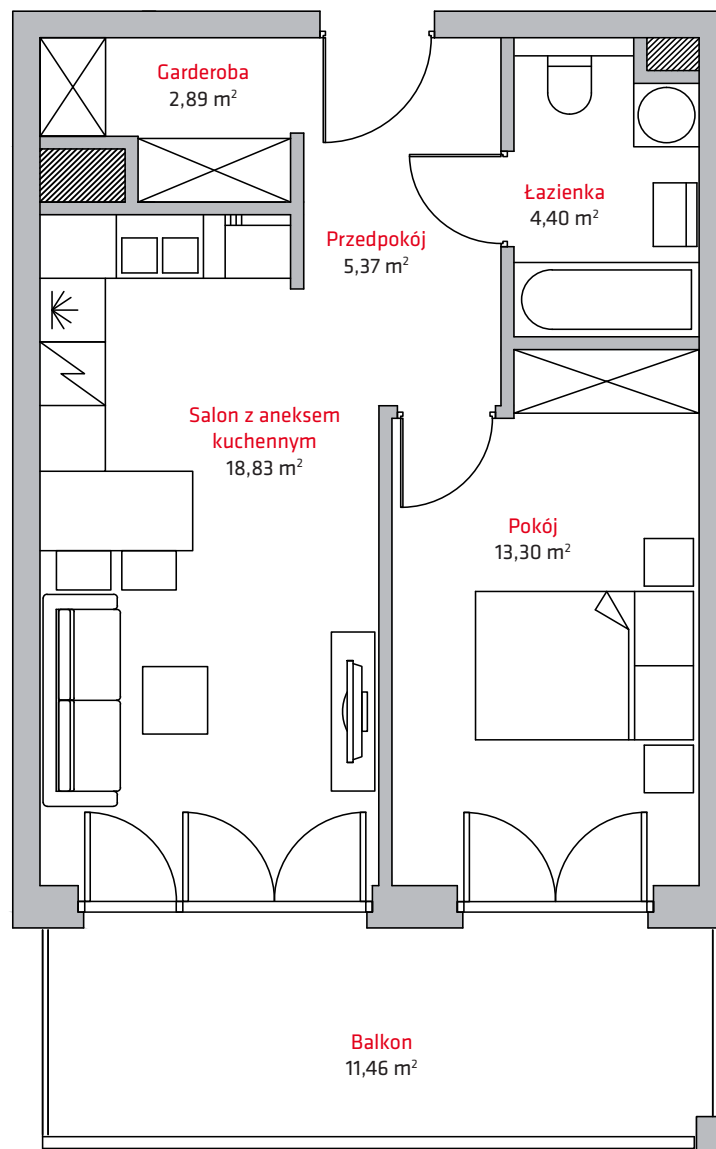 Garderoba
2,89 m²
Łazienka
4,40 m²
Przedpokój
5,37 m²
Salon z aneksem
kuchennym
18,83 m²
Pokój
13,30 m²
Balkon
11,46 m²